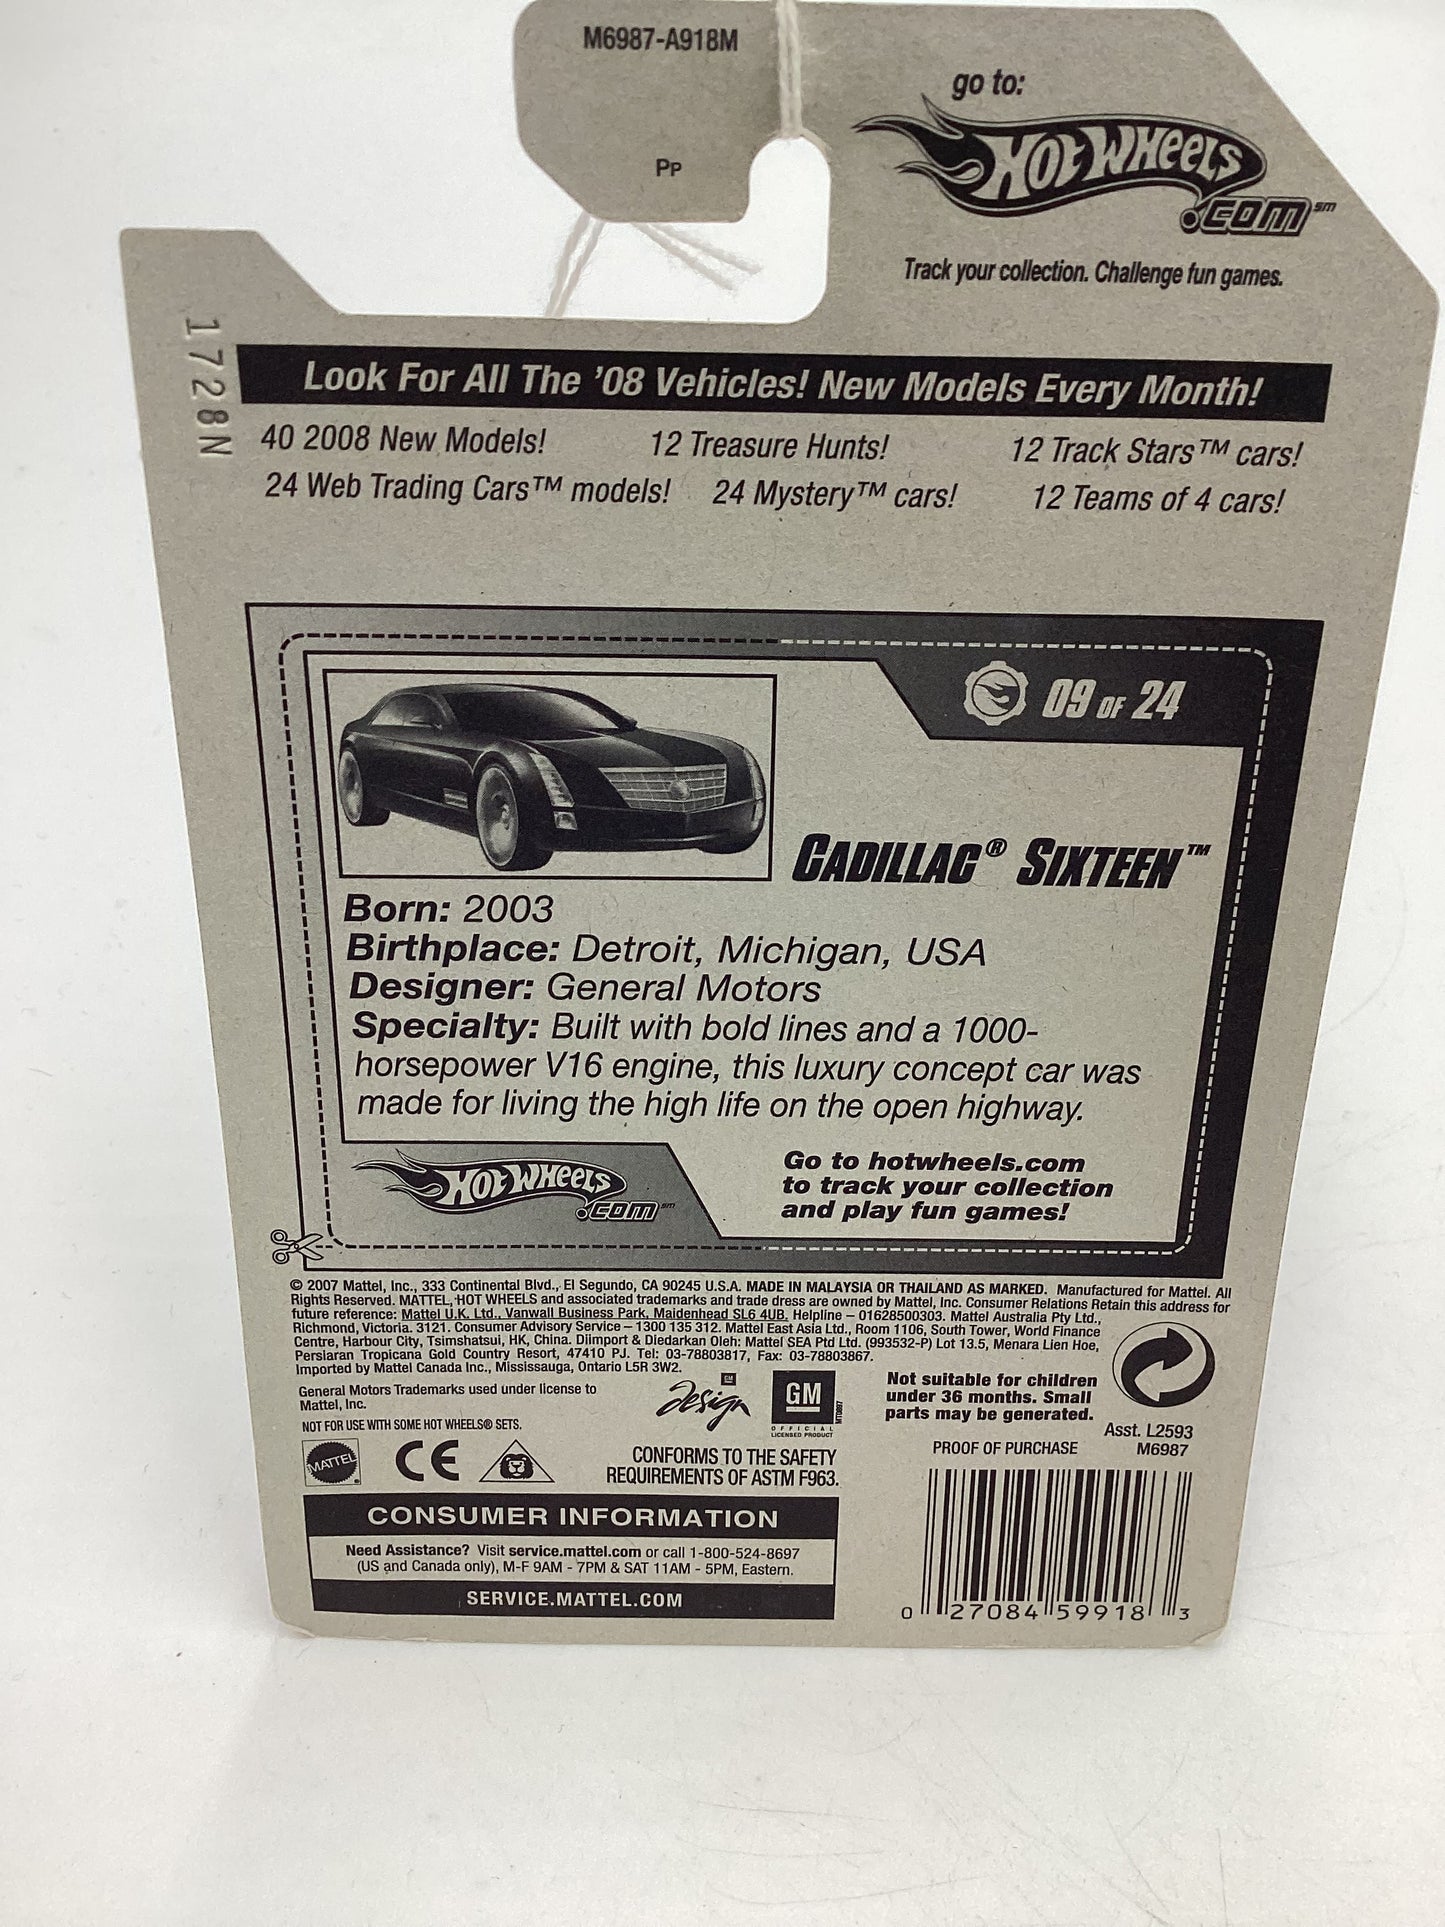 M6987-A918M
Pp
go to:
Hot Wheels
.com℠
Track your collection. Challenge fun games.
1728N
Look For All The '08 Vehicles! New Models Every Month!
40 2008 New Models! 12 Treasure Hunts! 12 Track Stars™ cars!
24 Web Trading Cars™ models! 24 Mystery™ cars! 12 Teams of 4 cars!
09 OF 24
CADILLAC® SIXTEEN™
Born: 2003
Birthplace: Detroit, Michigan, USA
Designer: General Motors
Specialty: Built with bold lines and a 1000-
horsepower V16 engine, this luxury concept car was
made for living the high life on the open highway.
Hot Wheels
.com℠
Go to hotwheels.com
to track your collection
and play fun games!
© 2007 Mattel, Inc., 333 Continental Blvd., El Segundo, CA 90245 U.S.A. MADE IN MALAYSIA OR THAILAND AS MARKED. Manufactured for Mattel. All
Rights Reserved. MATTEL, HOT WHEELS and associated trademarks and trade dress are owned by Mattel, Inc. Consumer Relations Retain this address for
future reference: Mattel U.K. Ltd., Vanwall Business Park, Maidenhead SL6 4UB. Helpline – 01628500303. Mattel Australia Pty Ltd.,
Richmond, Victoria. 3121. Consumer Advisory Service – 1300 135 312. Mattel East Asia Ltd., Room 1106, South Tower, World Finance
Centre, Harbour City, Tsimshatsui, HK, China. Diimport & Diedarkan Oleh: Mattel SEA Ptd Ltd. (993532-P) Lot 13.5, Menara Lien Hoe,
Persiaran Tropicana Gold Country Resort, 47410 PJ. Tel: 03-78803817, Fax: 03-78803867.
Imported by Mattel Canada Inc., Mississauga, Ontario L5R 3W2.
General Motors Trademarks used under license to
Mattel, Inc.
NOT FOR USE WITH SOME HOT WHEELS® SETS.
GM
design
GM
OFFICIAL
LICENSED PRODUCT
Not suitable for children
under 36 months. Small
parts may be generated.
Asst. L2593
M6987
PROOF OF PURCHASE
MATTEL®
CE
CONFORMS TO THE SAFETY
REQUIREMENTS OF ASTM F963.
CONSUMER INFORMATION
Need Assistance? Visit service.mattel.com or call 1-800-524-8697
(US and Canada only), M-F 9AM - 7PM & SAT 11AM - 5PM, Eastern.
SERVICE.MATTEL.COM
0 27084 59918 3